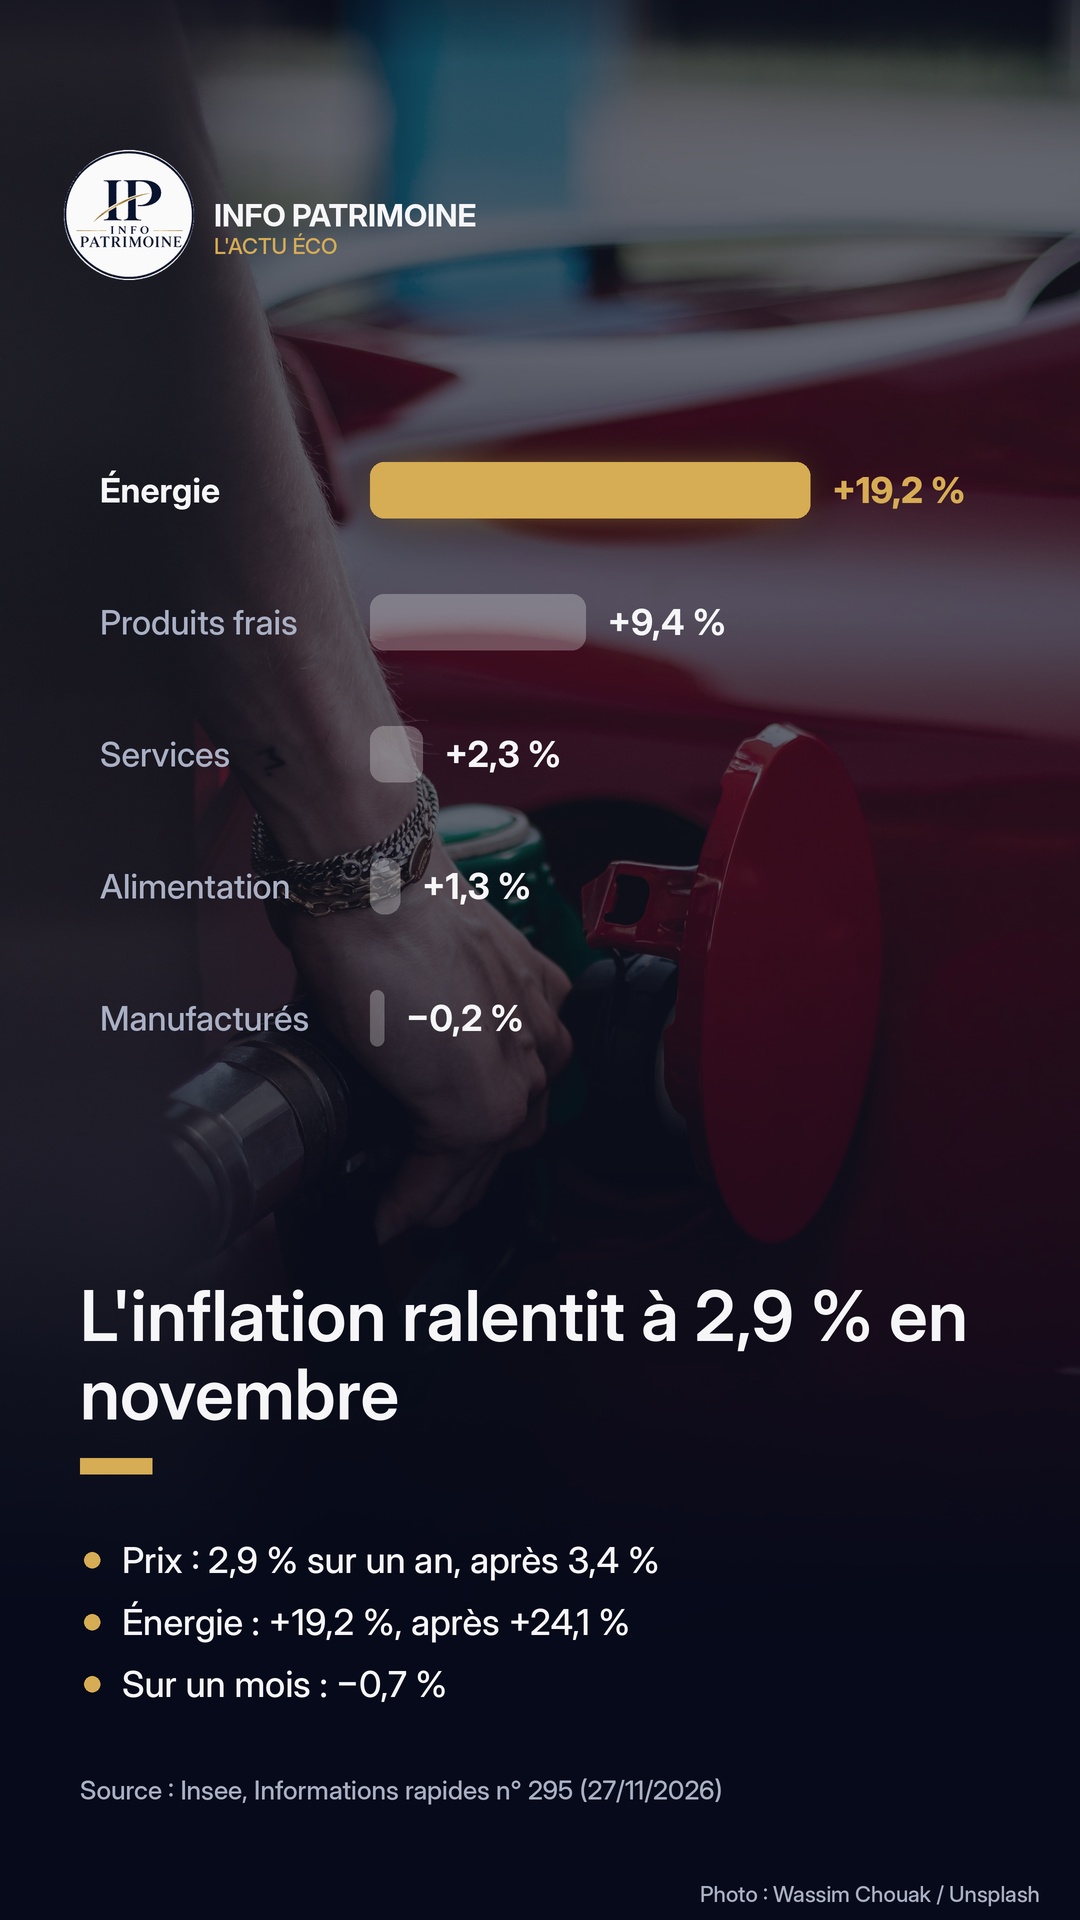 IP
INFO
PATRIMOINE
INFO PATRIMOINE
L'ACTU ÉCO
Énergie +19,2 %
Produits frais +9,4 %
Services +2,3 %
Alimentation +1,3 %
Manufacturés −0,2 %
L'inflation ralentit à 2,9 % en
novembre
Prix : 2,9 % sur un an, après 3,4 %
Énergie : +19,2 %, après +24,1 %
Sur un mois : −0,7 %
Source : Insee, Informations rapides n° 295 (27/11/2026)
Photo : Wassim Chouak / Unsplash